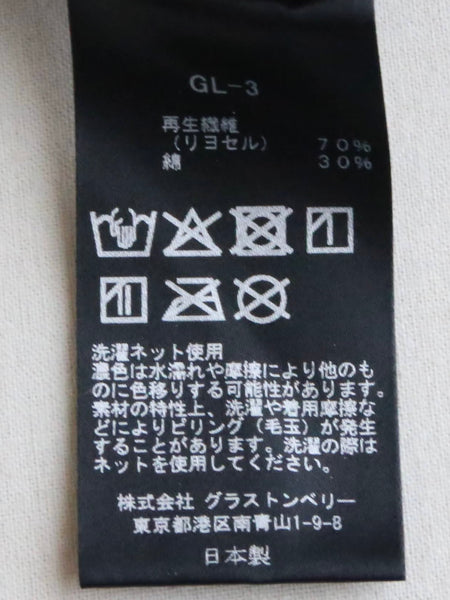 GL-3
再生繊維
(リヨセル) 70%
綿 30%
洗濯ネット使用
濃色は水濡れや摩擦により他のも
のに色移りする可能性があります。
素材の特性上、洗濯や着用摩擦な
どによりピリング(毛玉)が発生
することがあります。洗濯の際は
ネットを使用してください。
株式会社 グラストンベリー
東京都港区南青山1-9-8
日本製